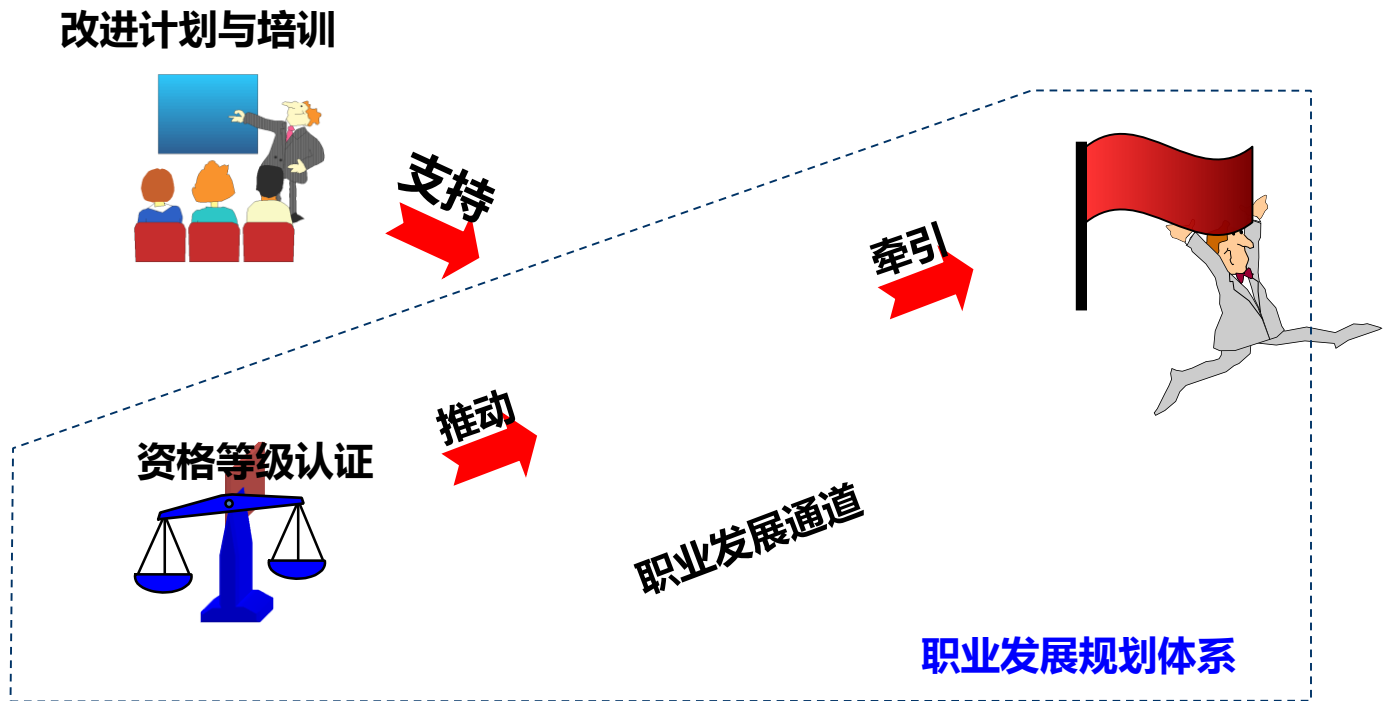 改进计划与培训
支持
牵引
推动
资格等级认证
职业发展通道
职业发展规划体系